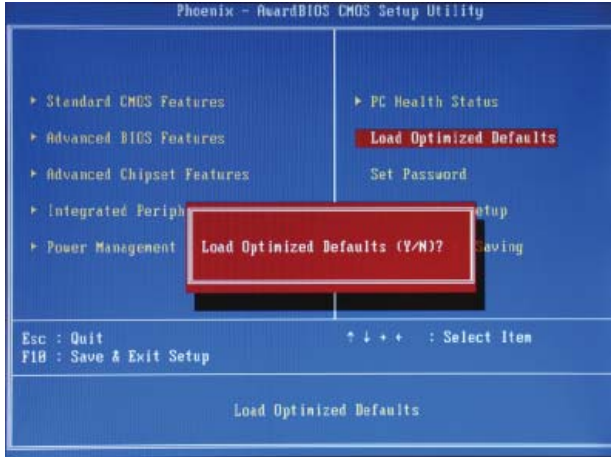 Phoenix - AwardBIOS CMOS Setup Utility
▸ Standard CMOS Features
▸ Advanced BIOS Features
▸ Advanced Chipset Features
▸ Integrated Periph
▸ Power Management
▸ PC Health Status
Load Optimized Defaults
Set Password
etup
Saving
Load Optimized Defaults (Y/N)?
Esc : Quit
F10 : Save & Exit Setup
↑ ↓ → ← : Select Item
Load Optimized Defaults